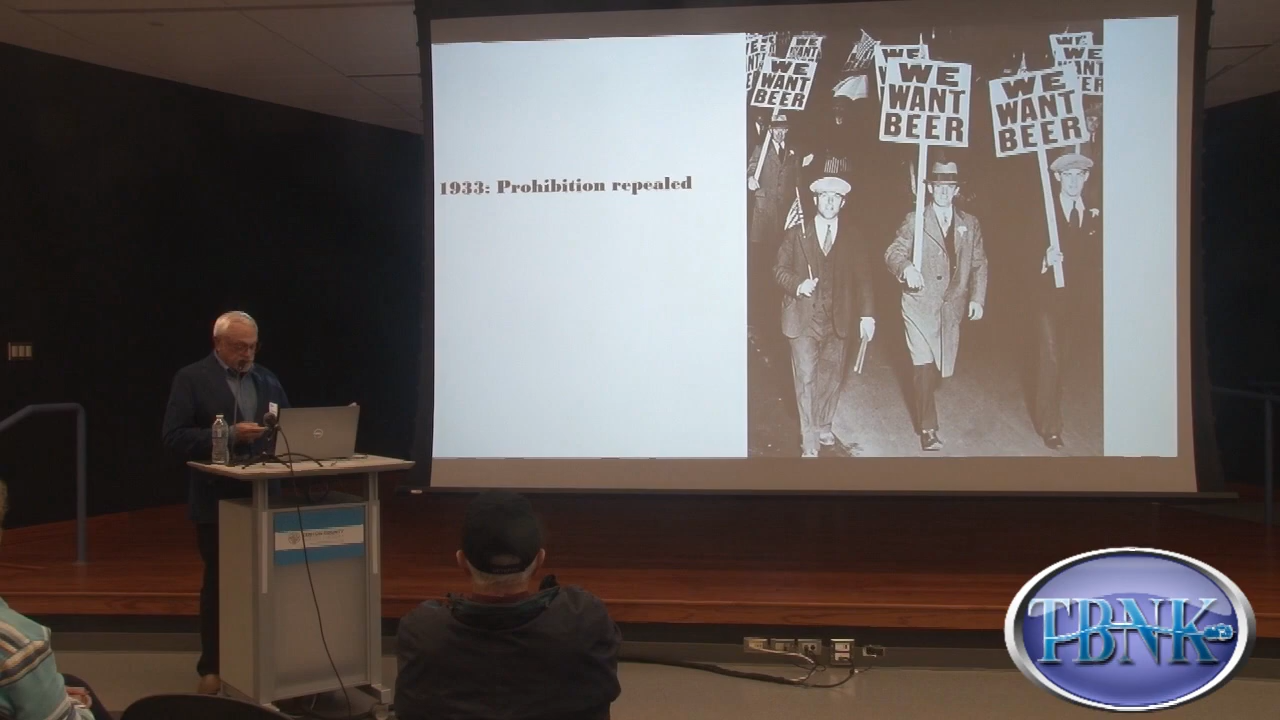 1933: Prohibition repealed
WE
WANT
BEER
WE
WANT
BEER
WE
WANT
BEER
TBNK